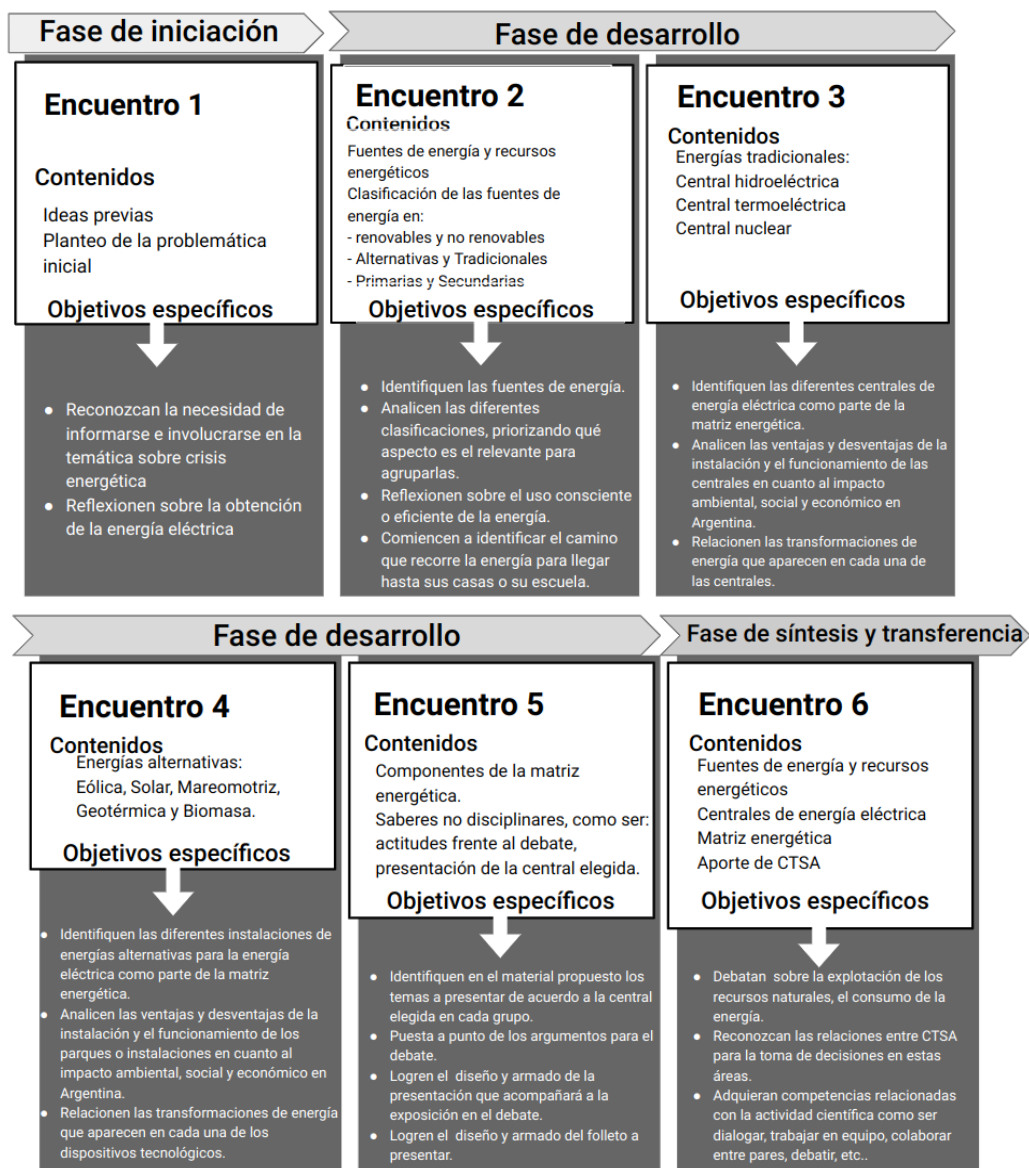 Fase de iniciación
Fase de desarrollo
Encuentro 1
Contenidos
Ideas previas
Planteo de la problemática
inicial
Objetivos específicos
● Reconozcan la necesidad de
informarse e involucrarse en la
temática sobre crisis
energética
● Reflexionen sobre la obtención
de la energía eléctrica
Encuentro 2
Contenidos
Fuentes de energía y recursos
energéticos
Clasificación de las fuentes de
energía en:
- renovables y no renovables
- Alternativas y Tradicionales
- Primarias y Secundarias
Objetivos específicos
● Identifiquen las fuentes de energía.
● Analicen las diferentes
clasificaciones, priorizando qué
aspecto es el relevante para
agruparlas.
● Reflexionen sobre el uso consciente
o eficiente de la energía.
● Comiencen a identificar el camino
que recorre la energía para llegar
hasta sus casas o su escuela.
Encuentro 3
Contenidos
Energías tradicionales:
Central hidroeléctrica
Central termoeléctrica
Central nuclear
Objetivos específicos
● Identifiquen las diferentes centrales de
energía eléctrica como parte de la
matriz energética.
● Analicen las ventajas y desventajas de la
instalación y el funcionamiento de las
centrales en cuanto al impacto
ambiental, social y económico en
Argentina.
● Relacionen las transformaciones de
energía que aparecen en cada una de
las centrales.
Fase de desarrollo
Fase de síntesis y transferencia
Encuentro 4
Contenidos
Energías alternativas:
Eólica, Solar, Mareomotriz,
Geotérmica y Biomasa.
Objetivos específicos
● Identifiquen las diferentes instalaciones de
energías alternativas para la energía
eléctrica como parte de la matriz
energética.
● Analicen las ventajas y desventajas de la
instalación y el funcionamiento de los
parques o instalaciones en cuanto al
impacto ambiental, social y económico en
Argentina.
● Relacionen las transformaciones de energía
que aparecen en cada una de los
dispositivos tecnológicos.
Encuentro 5
Contenidos
Componentes de la matriz
energética.
Saberes no disciplinares, como ser:
actitudes frente al debate,
presentación de la central elegida.
Objetivos específicos
● Identifiquen en el material propuesto los
temas a presentar de acuerdo a la central
elegida en cada grupo.
● Puesta a punto de los argumentos para el
debate.
● Logren el diseño y armado de la
presentación que acompañará a la
exposición en el debate.
● Logren el diseño y armado del folleto a
presentar.
Encuentro 6
Contenidos
Fuentes de energía y recursos
energéticos
Centrales de energía eléctrica
Matriz energética
Aporte de CTSA
Objetivos específicos
● Debatan sobre la explotación de los
recursos naturales, el consumo de la
energía.
● Reconozcan las relaciones entre CTSA
para la toma de decisiones en estas
áreas.
● Adquieran competencias relacionadas
con la actividad científica como ser
dialogar, trabajar en equipo, colaborar
entre pares, debatir, etc..